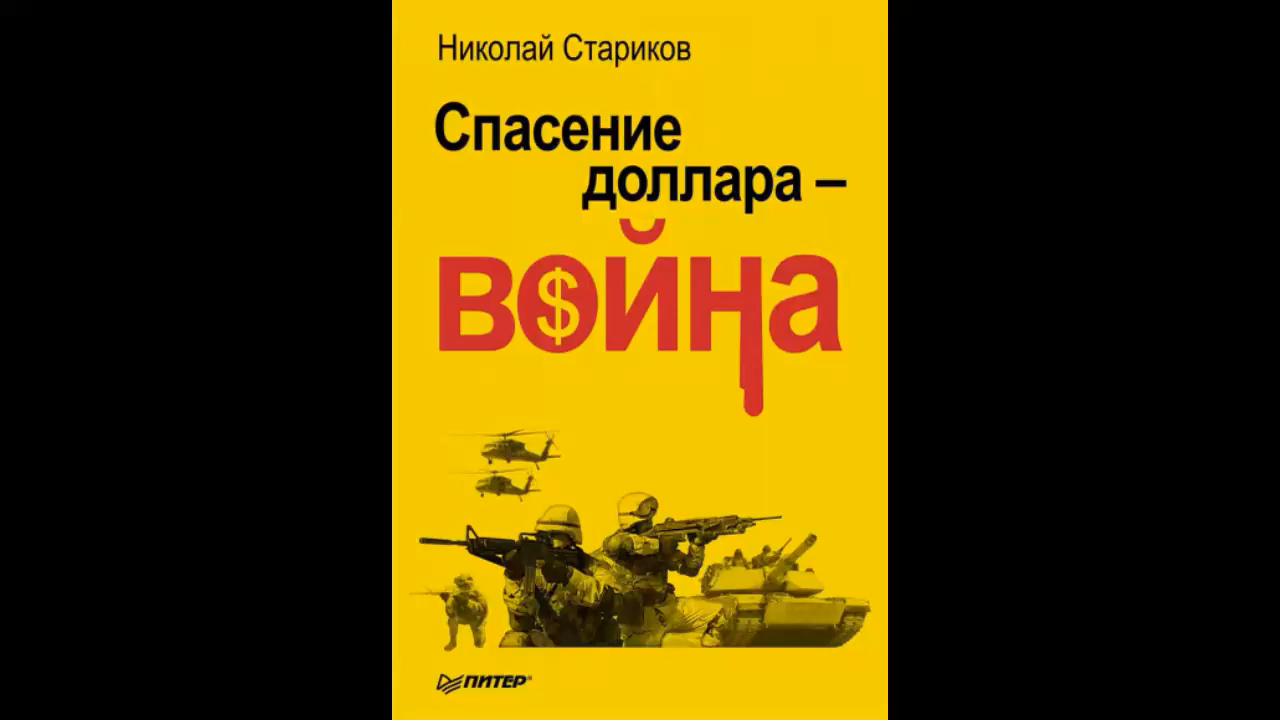 Николай Стариков
Спасение
доллара –
война
ПИТЕР®